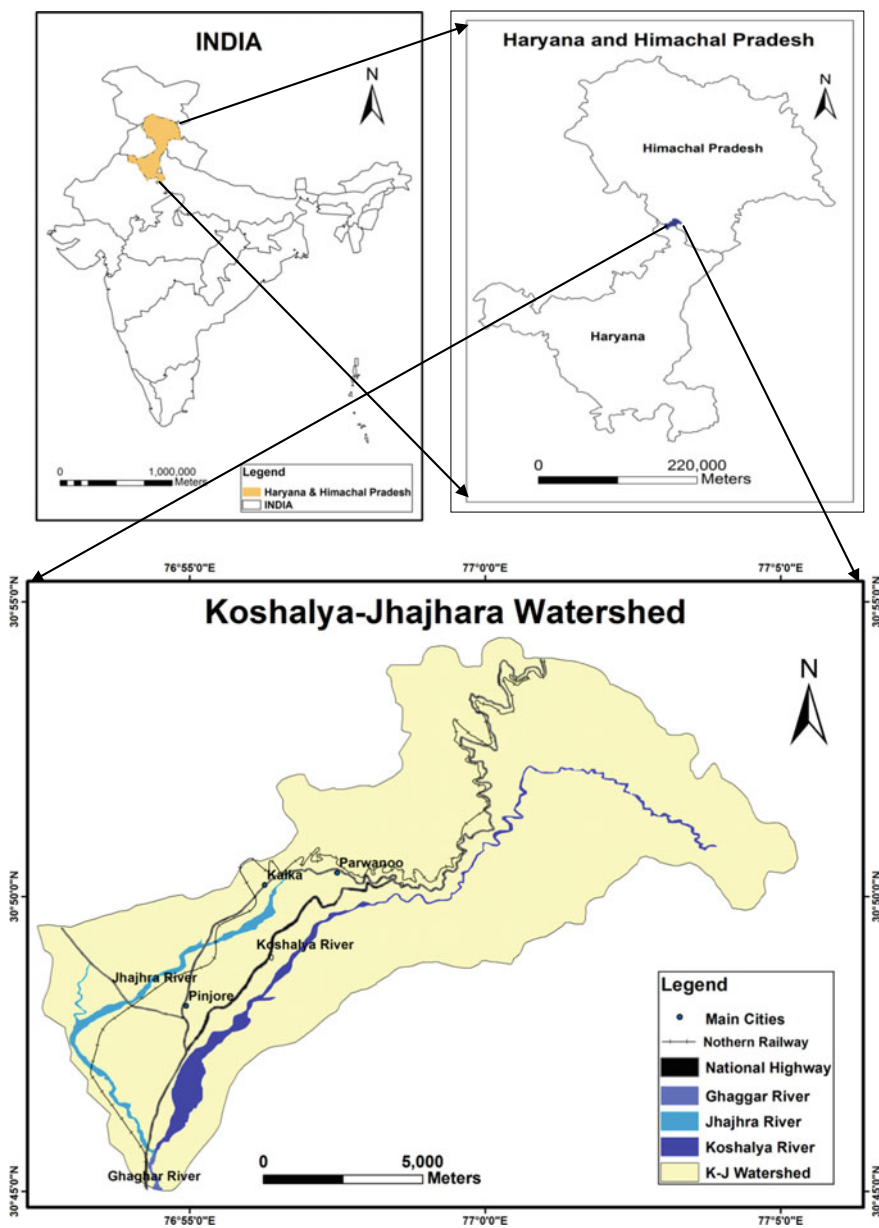 INDIA
N
0 1,000,000
Meters
Legend
Haryana & Himachal Pradesh
INDIA
Haryana and Himachal Pradesh
N
Himachal Pradesh
Haryana
0 220,000
Meters
76°55'0"E 77°0'0"E 77°5'0"E
30°55'0"N 30°55'0"N
Koshalya-Jhajhara Watershed
N
Parwanoo
Kalka
30°50'0"N 30°50'0"N
Koshalya River
Jhajhra River
Pinjore
Legend
Main Cities
Nothern Railway
National Highway
Ghaggar River
Jhajhra River
Koshalya River
K-J Watershed
0 5,000
Meters
Ghaghar River
30°45'0"N 30°45'0"N
76°55'0"E 77°0'0"E 77°5'0"E